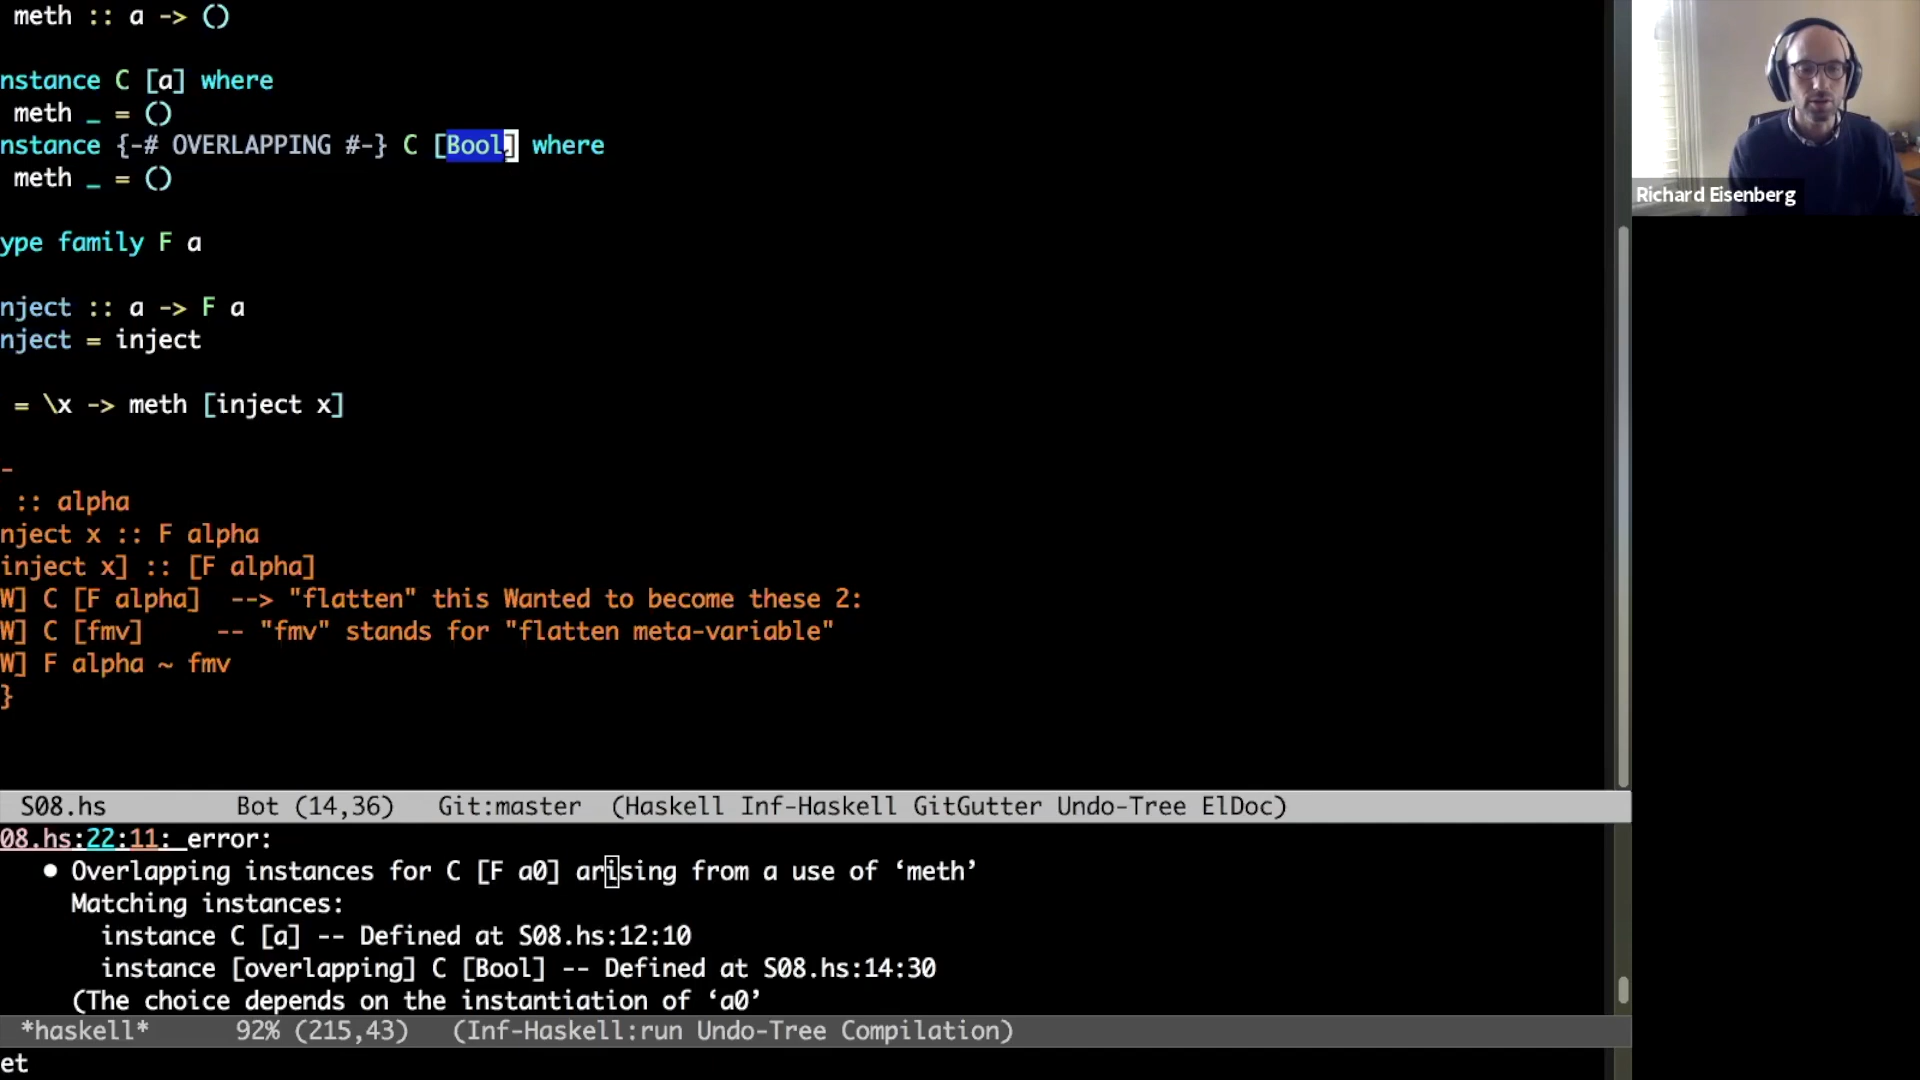 meth :: a -> ()
nstance C [a] where
meth _ = ()
nstance {-# OVERLAPPING #-} C [Bool] where
meth _ = ()
ype family F a
nject :: a -> F a
nject = inject
= \x -> meth [inject x]
-
:: alpha
nject x :: F alpha
inject x] :: [F alpha]
W] C [F alpha] --> "flatten" this Wanted to become these 2:
W] C [fmv] -- "fmv" stands for "flatten meta-variable"
W] F alpha ~ fmv
}
S08.hs Bot (14,36) Git:master (Haskell Inf-Haskell GitGutter Undo-Tree ElDoc)
08.hs:22:11: error:
• Overlapping instances for C [F a0] arising from a use of ‘meth’
Matching instances:
instance C [a] -- Defined at S08.hs:12:10
instance [overlapping] C [Bool] -- Defined at S08.hs:14:30
(The choice depends on the instantiation of ‘a0’
*haskell* 92% (215,43) (Inf-Haskell:run Undo-Tree Compilation)
et
Richard Eisenberg